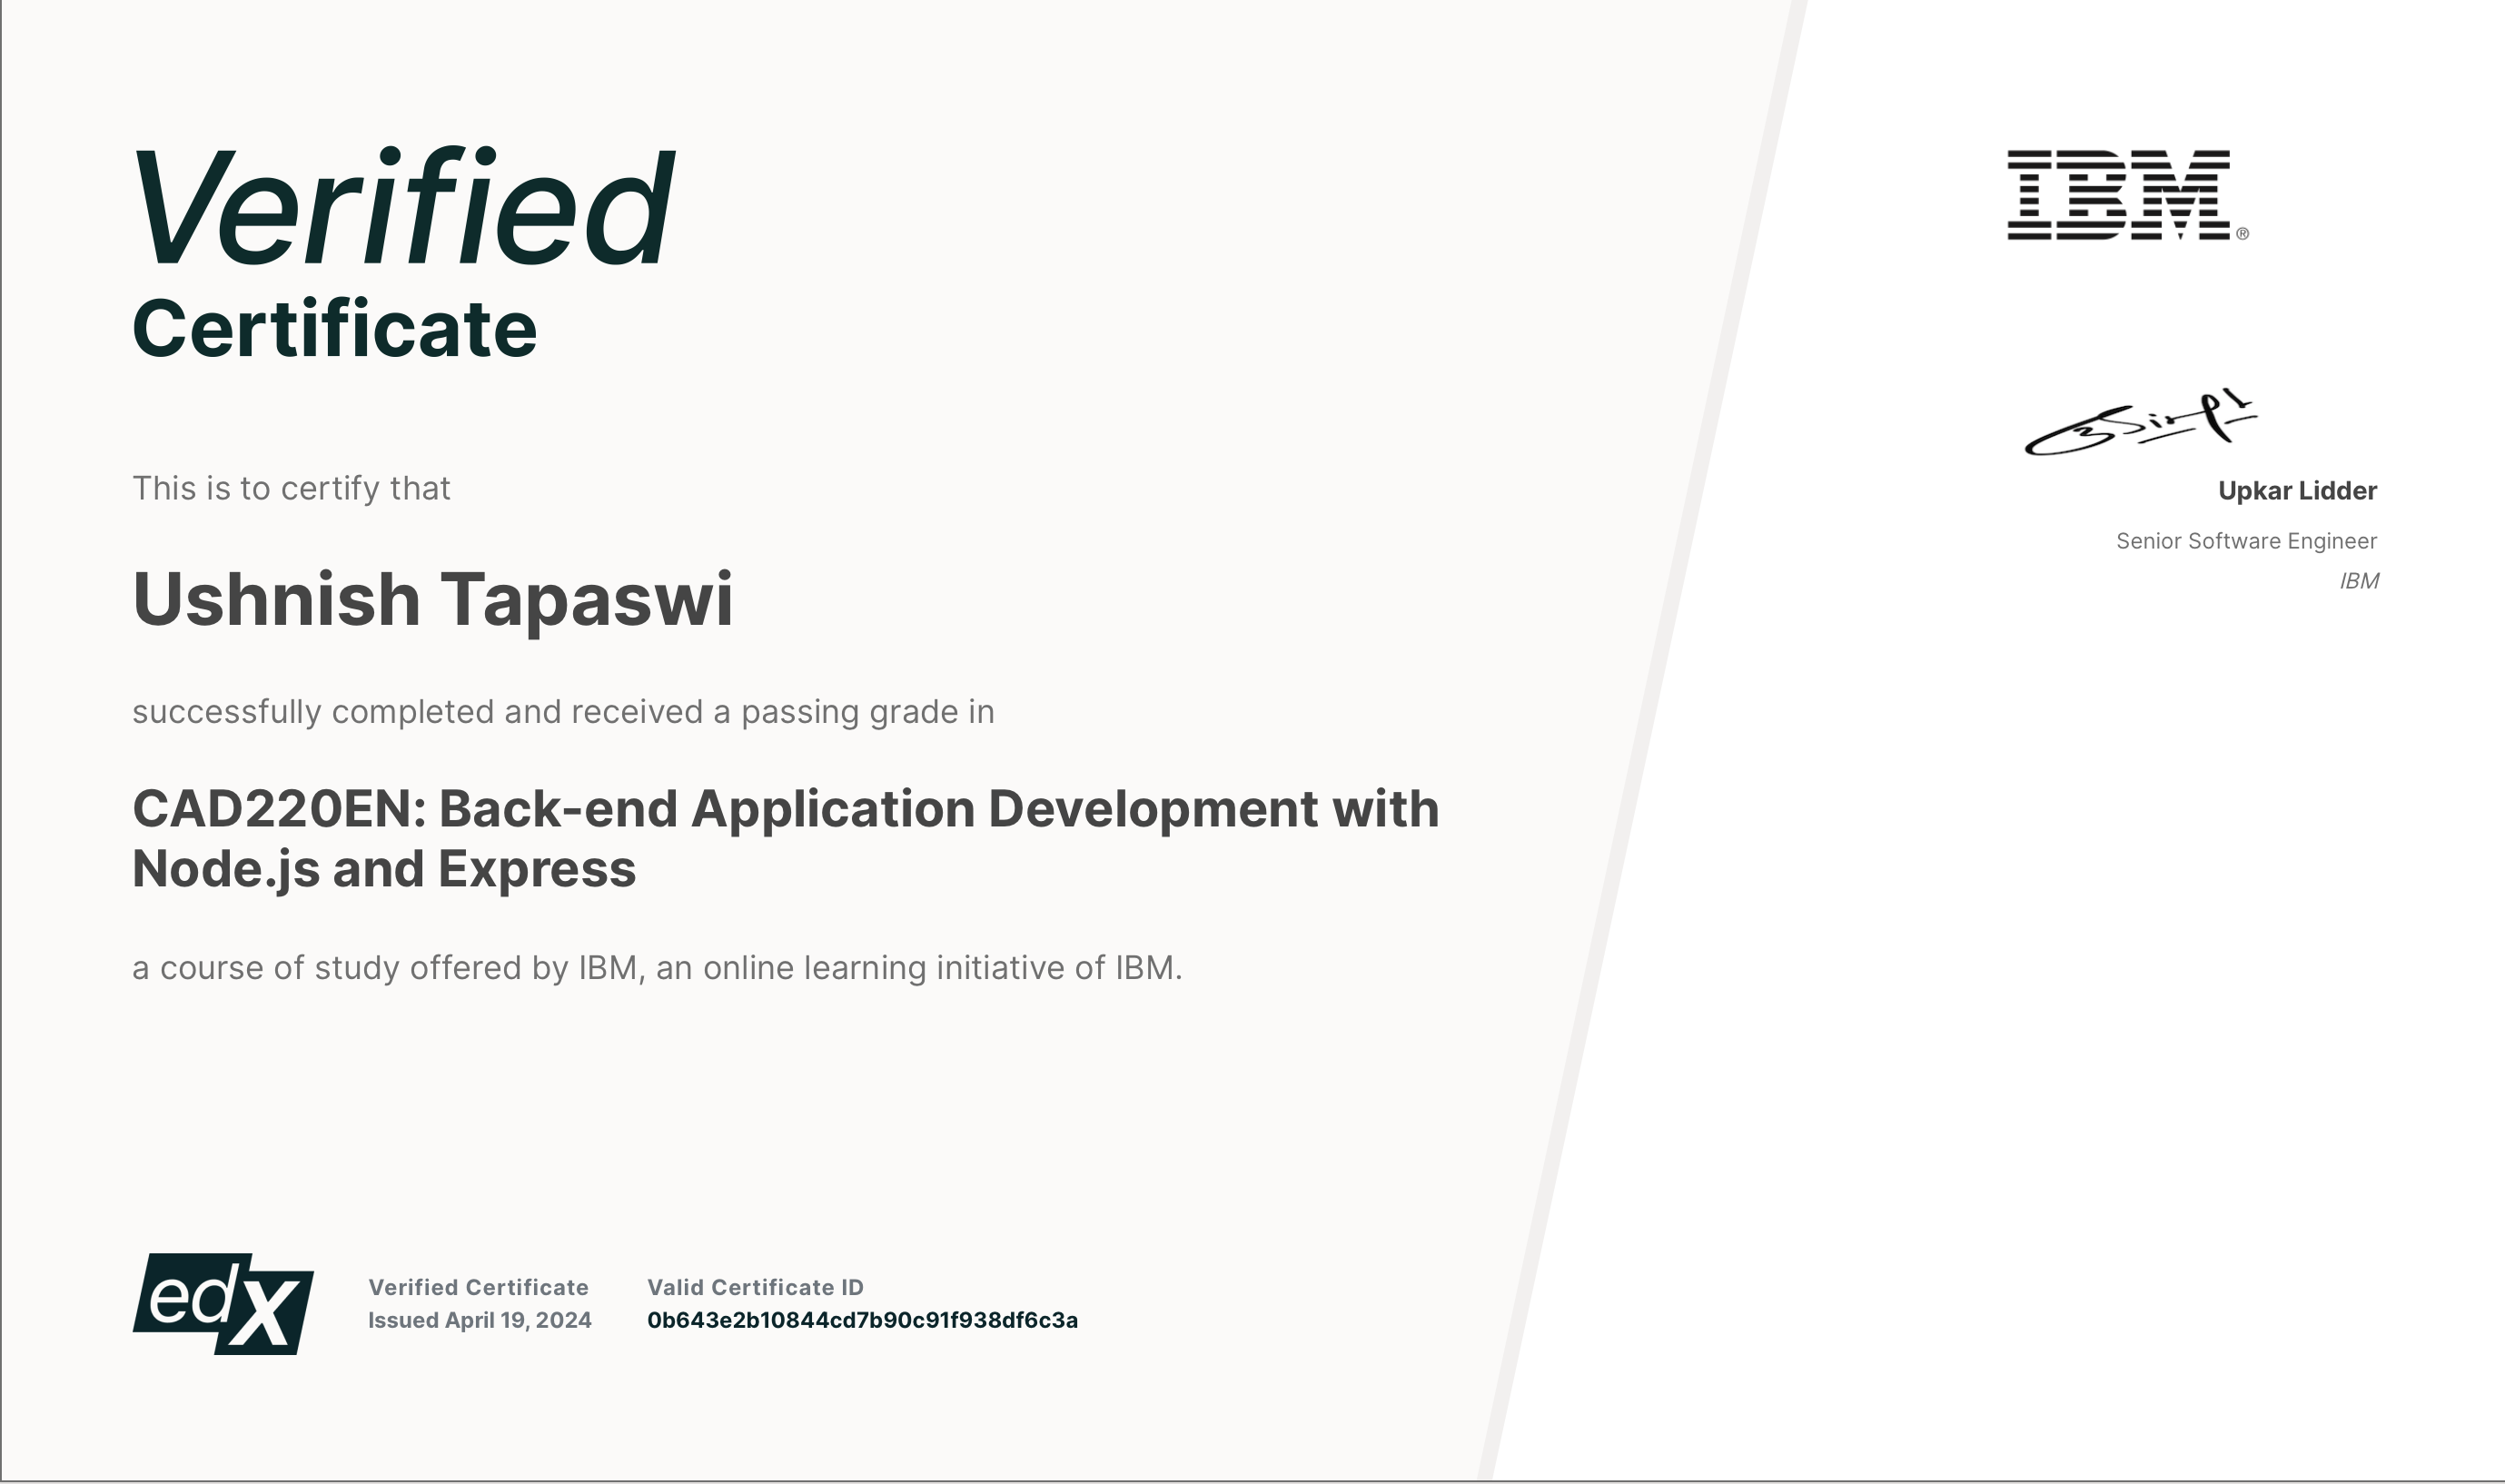 Verified
Certificate
This is to certify that
Ushnish Tapaswi
successfully completed and received a passing grade in
CAD220EN: Back-end Application Development with
Node.js and Express
a course of study offered by IBM, an online learning initiative of IBM.
edX
Verified Certificate
Issued April 19, 2024
Valid Certificate ID
0b643e2b10844cd7b90c91f938df6c3a
IBM®
Upkar Lidder
Senior Software Engineer
IBM